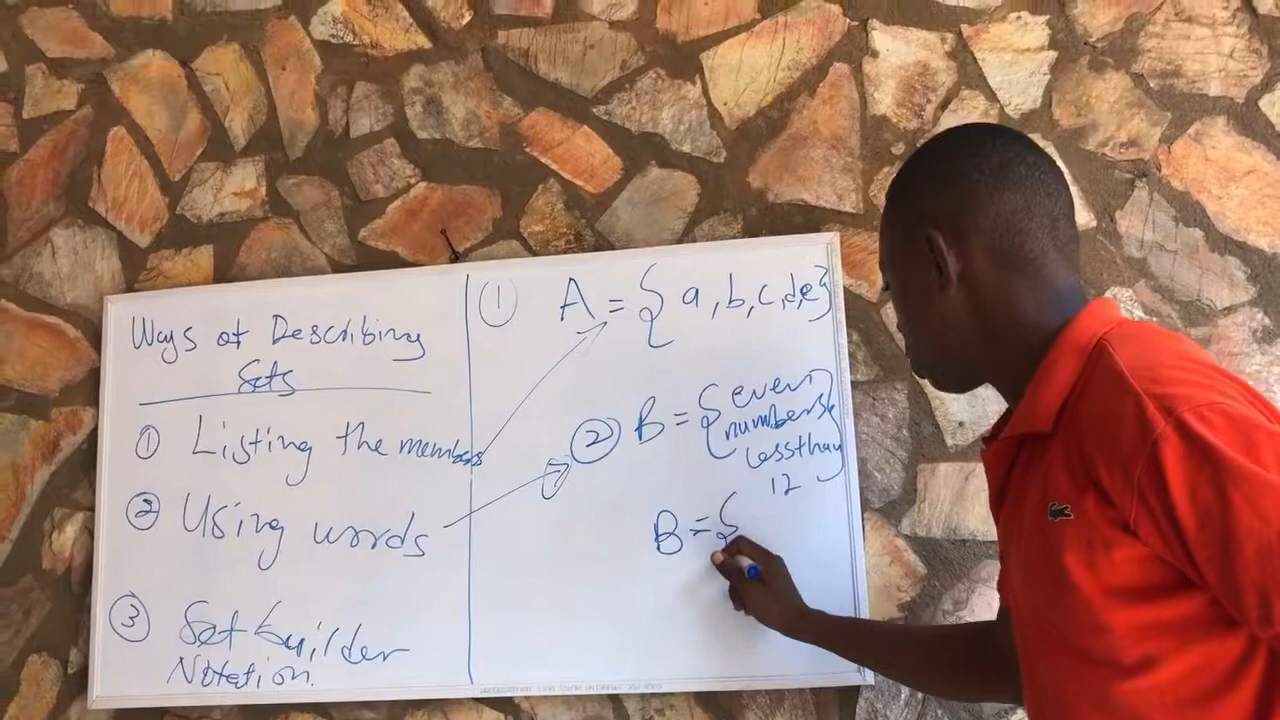 Ways of Describing
Sets
① Listing the members
② Using words
③ Set builder
Notation.
① A = { a, b, c, d e }
② B = { even
numbers
less than
12 }
B = {